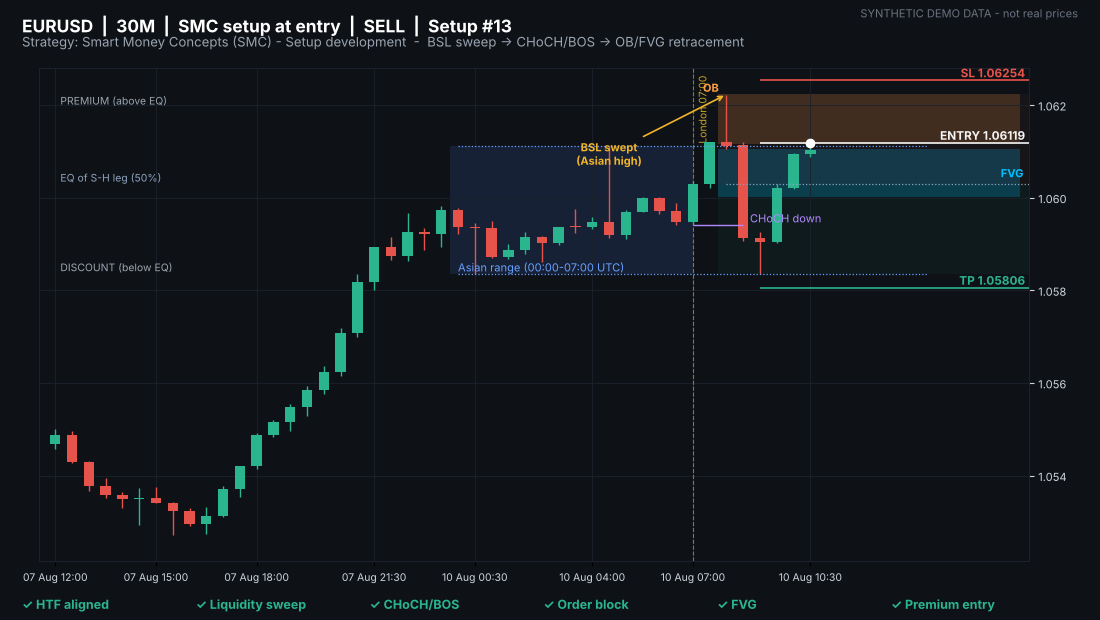 SYNTHETIC DEMO DATA - not real prices
EURUSD | 30M | SMC setup at entry | SELL | Setup #13
Strategy: Smart Money Concepts (SMC) - Setup development - BSL sweep → CHoCH/BOS → OB/FVG retracement
SL 1.06254
OB
London 07:00
PREMIUM (above EQ)
1.062
ENTRY 1.06119
BSL swept
(Asian high)
FVG
EQ of S-H leg (50%)
1.060
CHoCH down
DISCOUNT (below EQ)
Asian range (00:00-07:00 UTC)
TP 1.05806
1.058
1.056
1.054
07 Aug 12:00 07 Aug 15:00 07 Aug 18:00 07 Aug 21:30 10 Aug 00:30 10 Aug 04:00 10 Aug 07:00 10 Aug 10:30
✓ HTF aligned ✓ Liquidity sweep ✓ CHoCH/BOS ✓ Order block ✓ FVG ✓ Premium entry